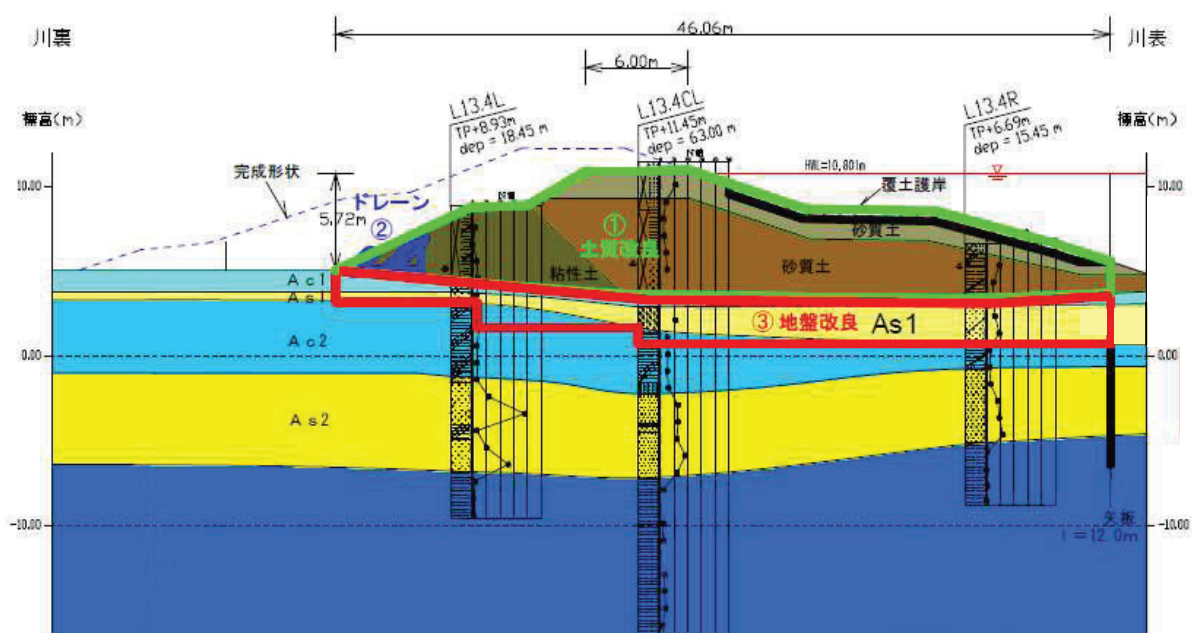 46.06m
川裏
川表
6.00m
標高(m)
標高(m)
L13.4L
TP+8.93m
dep = 18.45 m
L13.4CL
TP+11.45m
dep = 63.00 m
L13.4R
TP+6.69m
dep = 15.45 m
N値
N値
HWL=10.801m
完成形状
10.00
10.00
5.72m
ドレーン
②
①
土質改良
覆土護岸
砂質土
粘性土
砂質土
Ac1
As1
③ 地盤改良
As1
Ac2
0.00
0.00
As2
-10.00
-10.00
矢板
l=12.0m